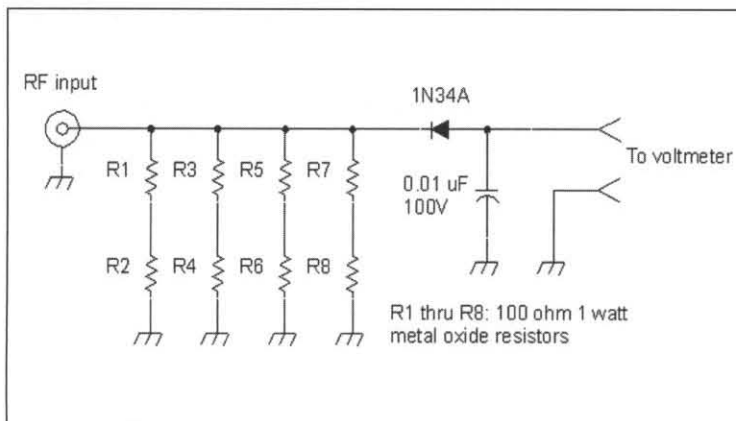 RF input
1N34A
To voltmeter
R1 R3 R5 R7
0.01 uF
100V
R2 R4 R6 R8
R1 thru R8: 100 ohm 1 watt
metal oxide resistors